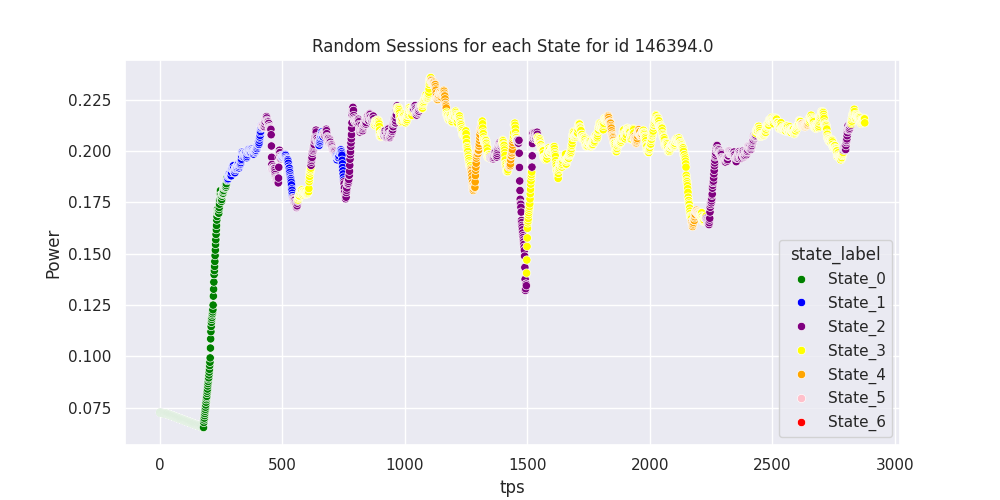 Random Sessions for each State for id 146394.0
0.225
0.200
0.175
0.150
0.125
0.100
0.075
Power
state_label
State_0
State_1
State_2
State_3
State_4
State_5
State_6
0 500 1000 1500 2000 2500 3000
tps